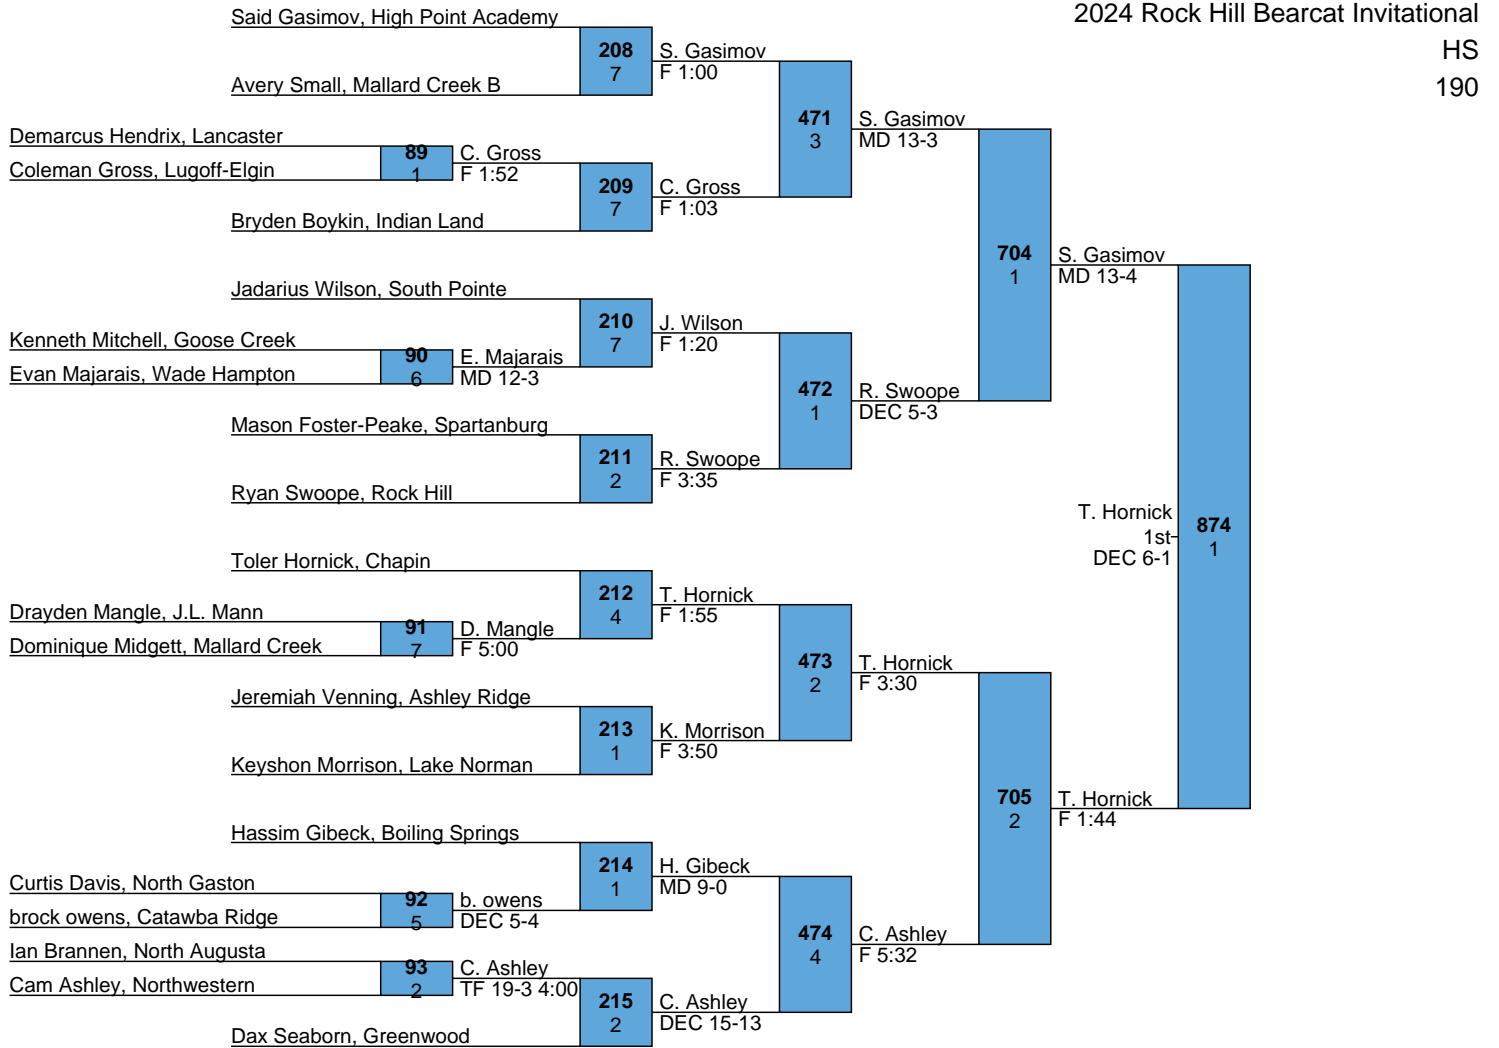 2024 Rock Hill Bearcat Invitational
HS
190
Said Gasimov, High Point Academy
208
7
S. Gasimov
F 1:00
Avery Small, Mallard Creek B
471
3
S. Gasimov
MD 13-3
Demarcus Hendrix, Lancaster
89
1
C. Gross
F 1:52
Coleman Gross, Lugoff-Elgin
209
7
C. Gross
F 1:03
Bryden Boykin, Indian Land
704
1
S. Gasimov
MD 13-4
Jadarius Wilson, South Pointe
210
7
J. Wilson
F 1:20
Kenneth Mitchell, Goose Creek
90
6
E. Majarais
MD 12-3
Evan Majarais, Wade Hampton
472
1
R. Swoope
DEC 5-3
Mason Foster-Peake, Spartanburg
211
2
R. Swoope
F 3:35
Ryan Swoope, Rock Hill
T. Hornick
1st
DEC 6-1
874
1
Toler Hornick, Chapin
212
4
T. Hornick
F 1:55
Drayden Mangle, J.L. Mann
91
7
D. Mangle
F 5:00
Dominique Midgett, Mallard Creek
473
2
T. Hornick
F 3:30
Jeremiah Venning, Ashley Ridge
213
1
K. Morrison
F 3:50
Keyshon Morrison, Lake Norman
705
2
T. Hornick
F 1:44
Hassim Gibeck, Boiling Springs
214
1
H. Gibeck
MD 9-0
Curtis Davis, North Gaston
92
5
b. owens
DEC 5-4
brock owens, Catawba Ridge
474
4
C. Ashley
F 5:32
Ian Brannen, North Augusta
93
2
C. Ashley
TF 19-3 4:00
Cam Ashley, Northwestern
215
2
C. Ashley
DEC 15-13
Dax Seaborn, Greenwood